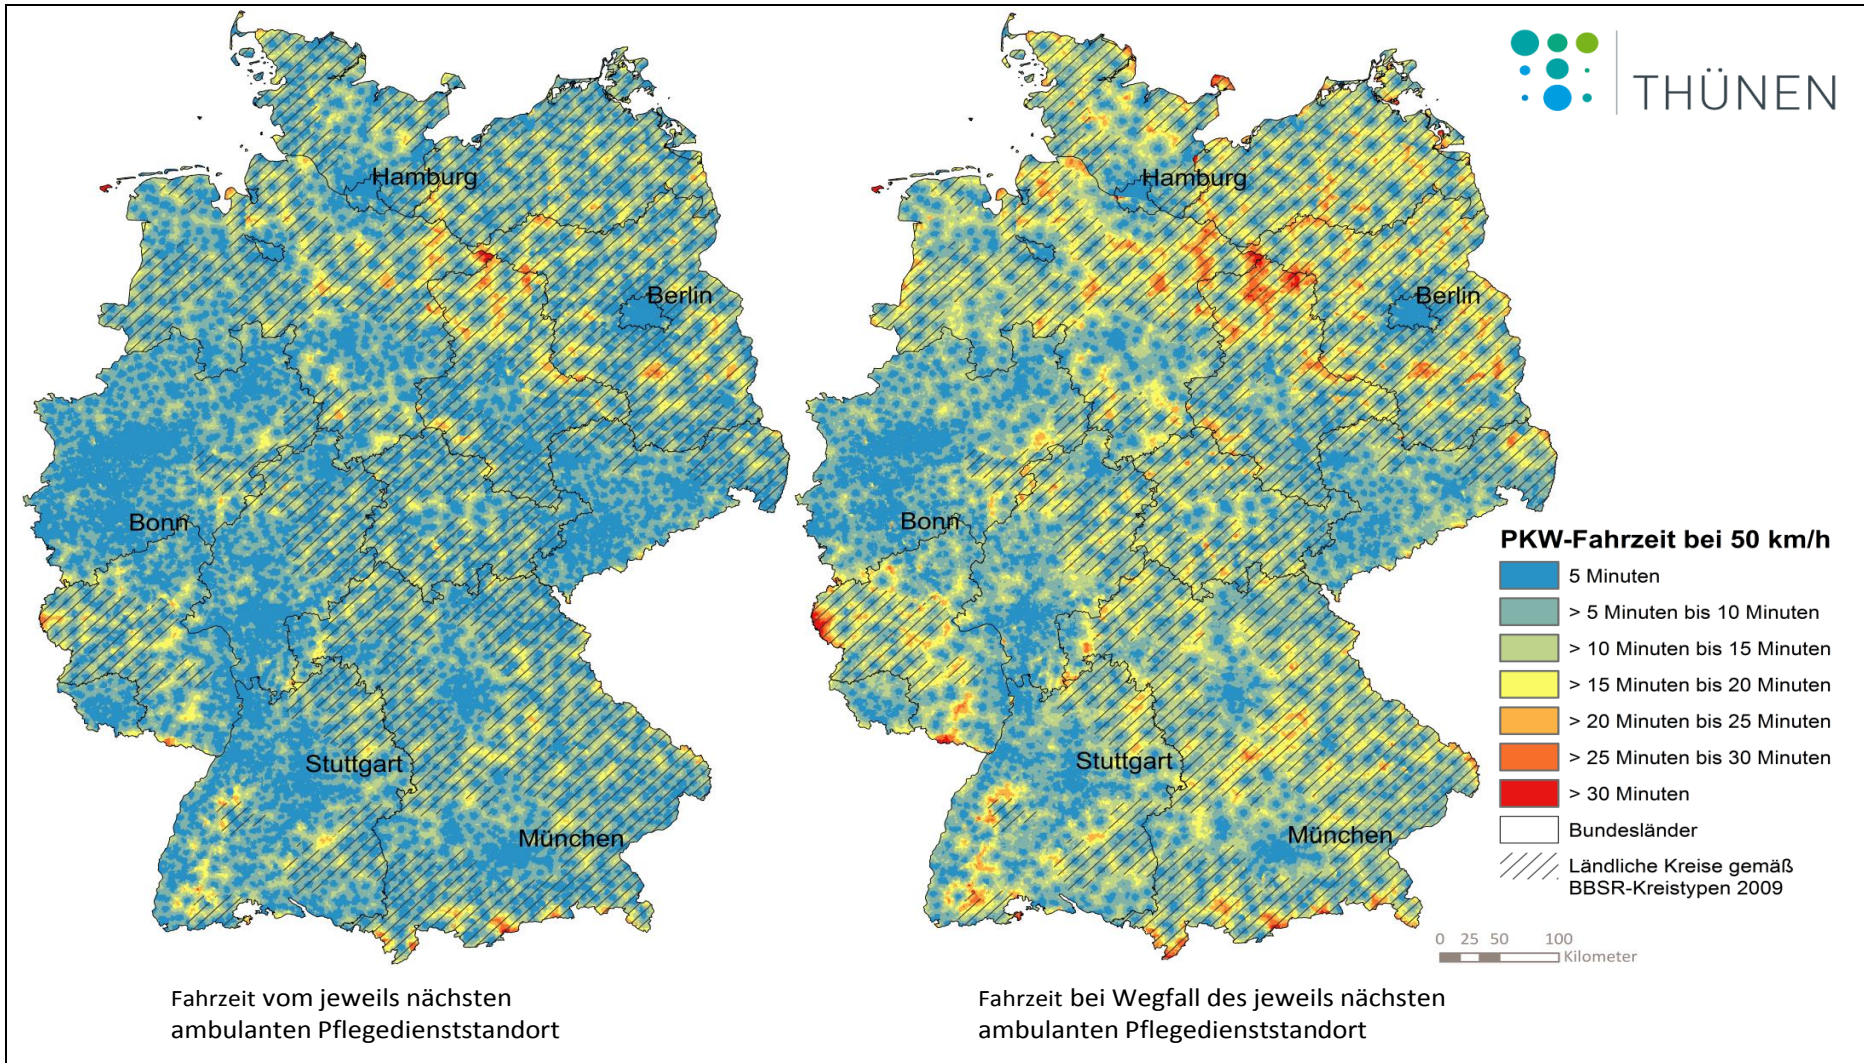 THÜNEN
Hamburg
Berlin
Bonn
Stuttgart
München
Hamburg
Berlin
Bonn
Stuttgart
München
PKW-Fahrzeit bei 50 km/h
5 Minuten
> 5 Minuten bis 10 Minuten
> 10 Minuten bis 15 Minuten
> 15 Minuten bis 20 Minuten
> 20 Minuten bis 25 Minuten
> 25 Minuten bis 30 Minuten
> 30 Minuten
Bundesländer
Ländliche Kreise gemäß
BBSR-Kreistypen 2009
0 25 50 100
Kilometer
Fahrzeit vom jeweils nächsten
ambulanten Pflegedienststandort
Fahrzeit bei Wegfall des jeweils nächsten
ambulanten Pflegedienststandort